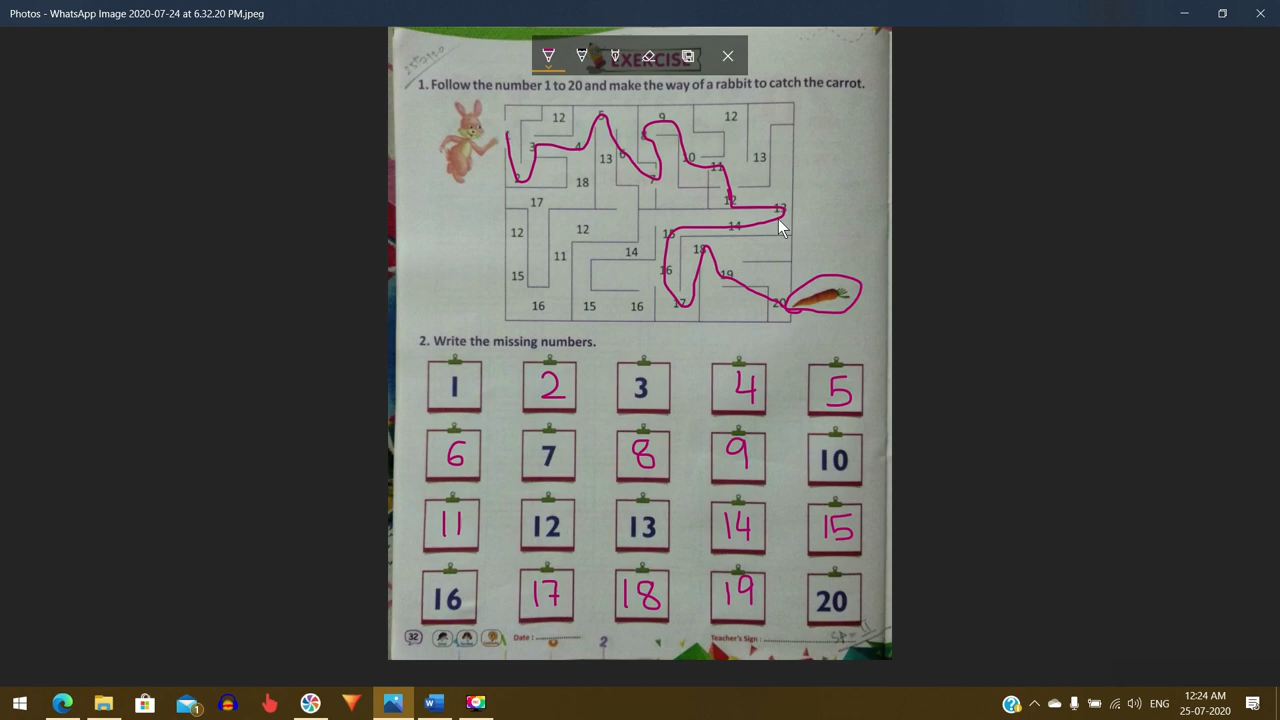 Photos - WhatsApp Image 2020-07-24 at 6.32.20 PM.jpeg
EXERCISE
1. Follow the number 1 to 20 and make the way of a rabbit to catch the carrot.
12 5 9 12
3 4 8
13 6 10 11 13
2 18 7
17 12 13
12 12 15 14
11 14 18
15 16 19
16 15 16 17 20
2. Write the missing numbers.
1 2 3 4 5
6 7 8 9 10
11 12 13 14 15
16 17 18 19 20
32 Date : 2 Teacher's Sign :
ENG
12:24 AM
25-07-2020